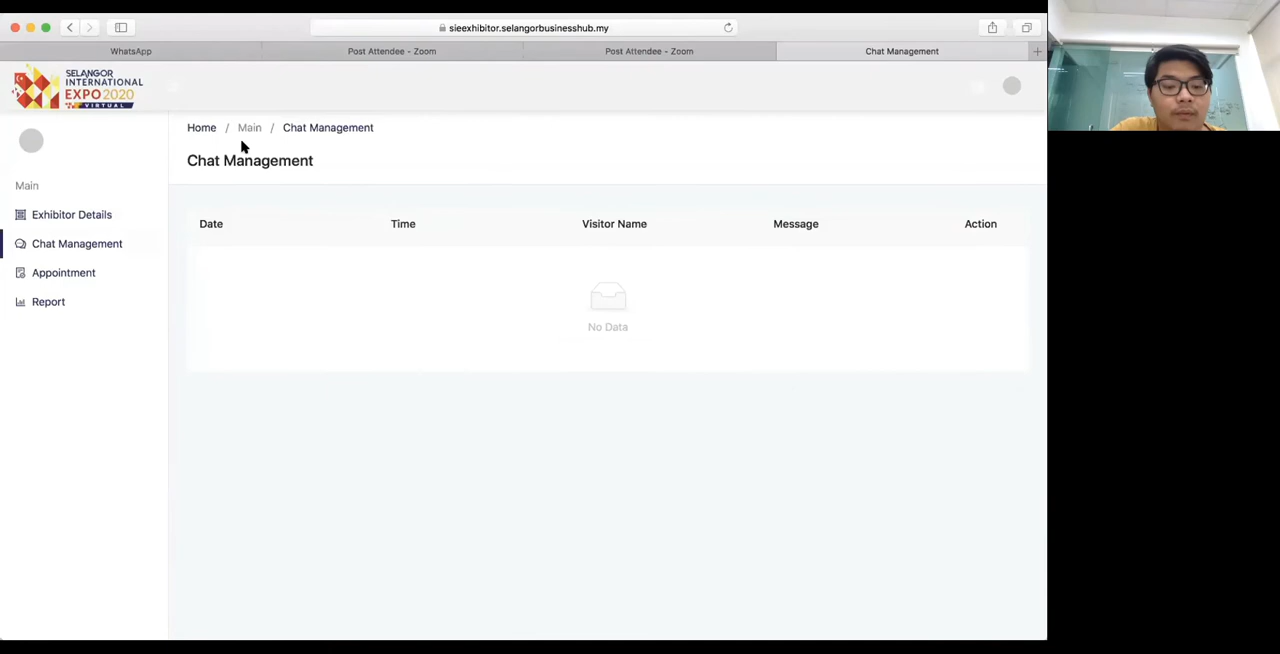 sieexhibitor.selangorbusinesshub.my
WhatsApp
Post Attendee - Zoom
Post Attendee - Zoom
Chat Management
SELANGOR
INTERNATIONAL
EXPO 2020
VIRTUAL
Home / Main / Chat Management
Chat Management
Main
Exhibitor Details
Chat Management
Appointment
Report
Date Time Visitor Name Message Action
No Data